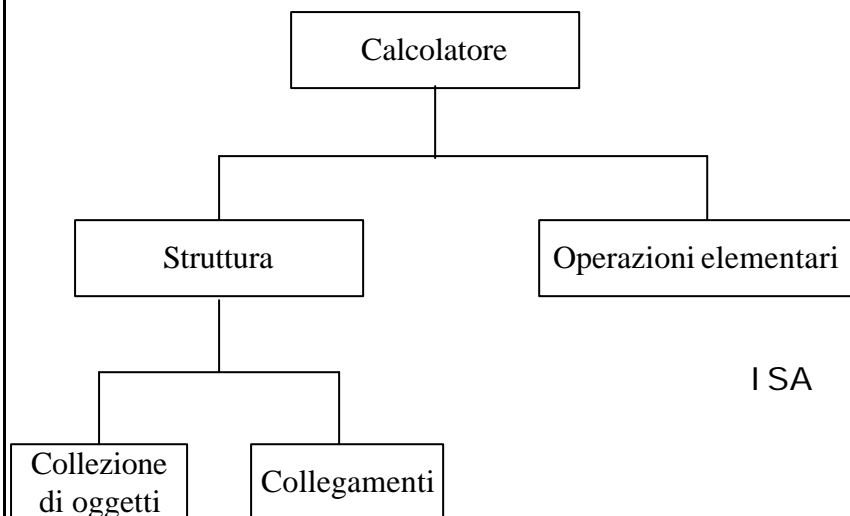 Calcolatore
Struttura
Operazioni elementari
ISA
Collezione
di oggetti
Collegamenti